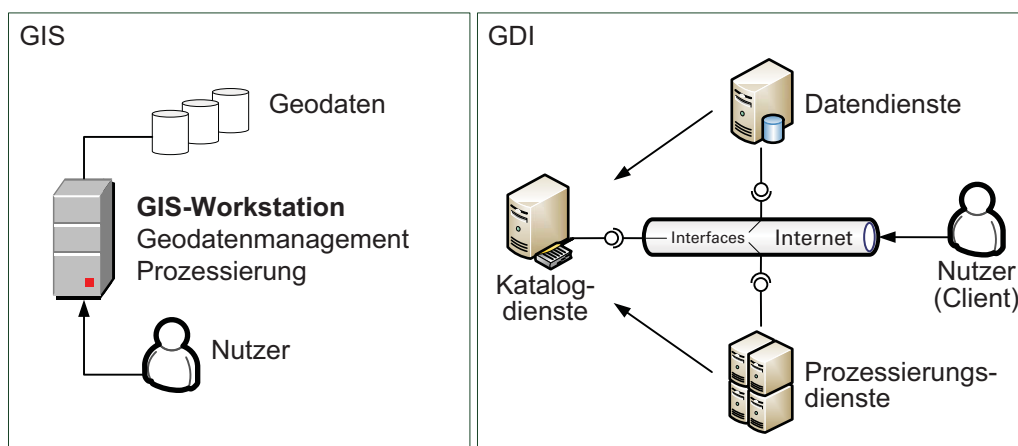 GIS
Geodaten
GIS-Workstation
Geodatenmanagement
Prozessierung
Nutzer
GDI
Datendienste
Interfaces
Internet
Katalog-
dienste
Nutzer
(Client)
Prozessierungs-
dienste